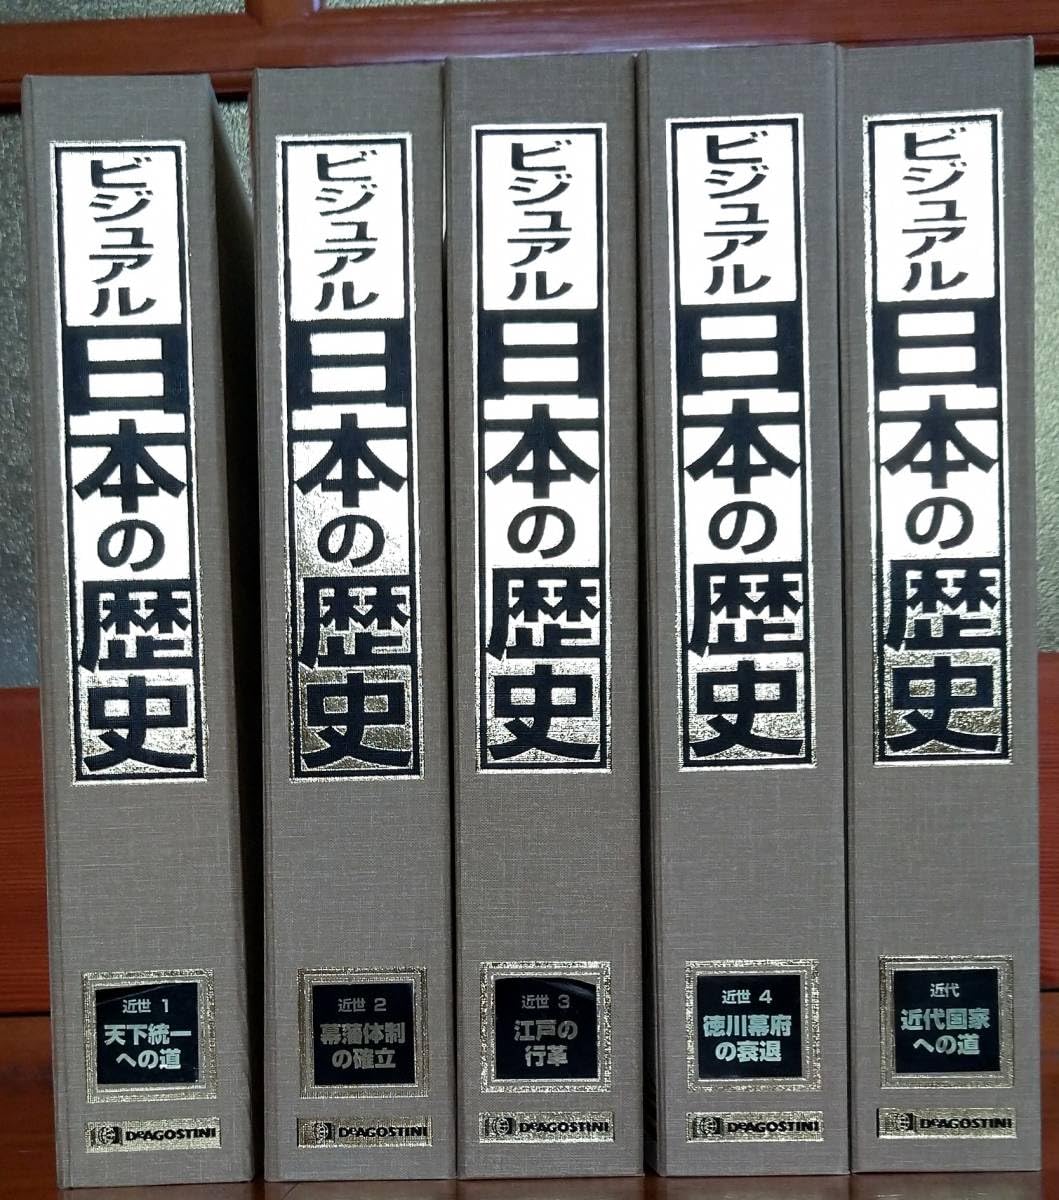 ビジュアル
日本の歴史
近世 1
天下統一
への道
DEAGOSTINI
ビジュアル
日本の歴史
近世 2
幕藩体制
の確立
DEAGOSTINI
ビジュアル
日本の歴史
近世 3
江戸の
行革
DEAGOSTINI
ビジュアル
日本の歴史
近世 4
徳川幕府
の衰退
DEAGOSTINI
ビジュアル
日本の歴史
近代
近代国家
への道
DEAGOSTINI